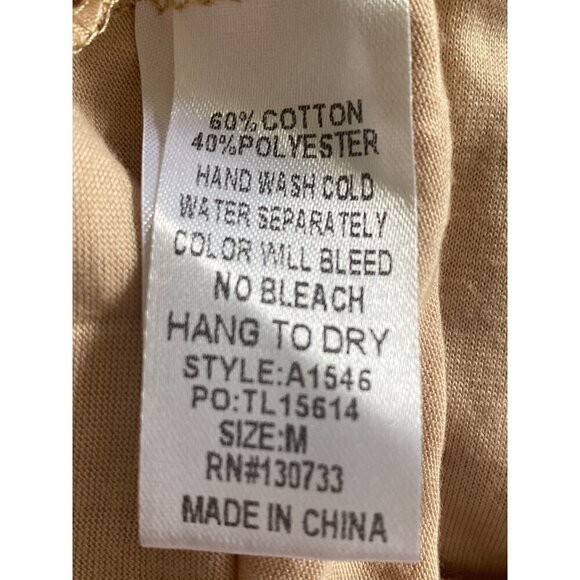 60% COTTON
40%POLYESTER
HAND WASH COLD
WATER SEPARATELY
COLOR WILL BLEED
NO BLEACH
HANG TO DRY
STYLE:A1546
PO:TL15614
SIZE:M
RN#130733
MADE IN CHINA